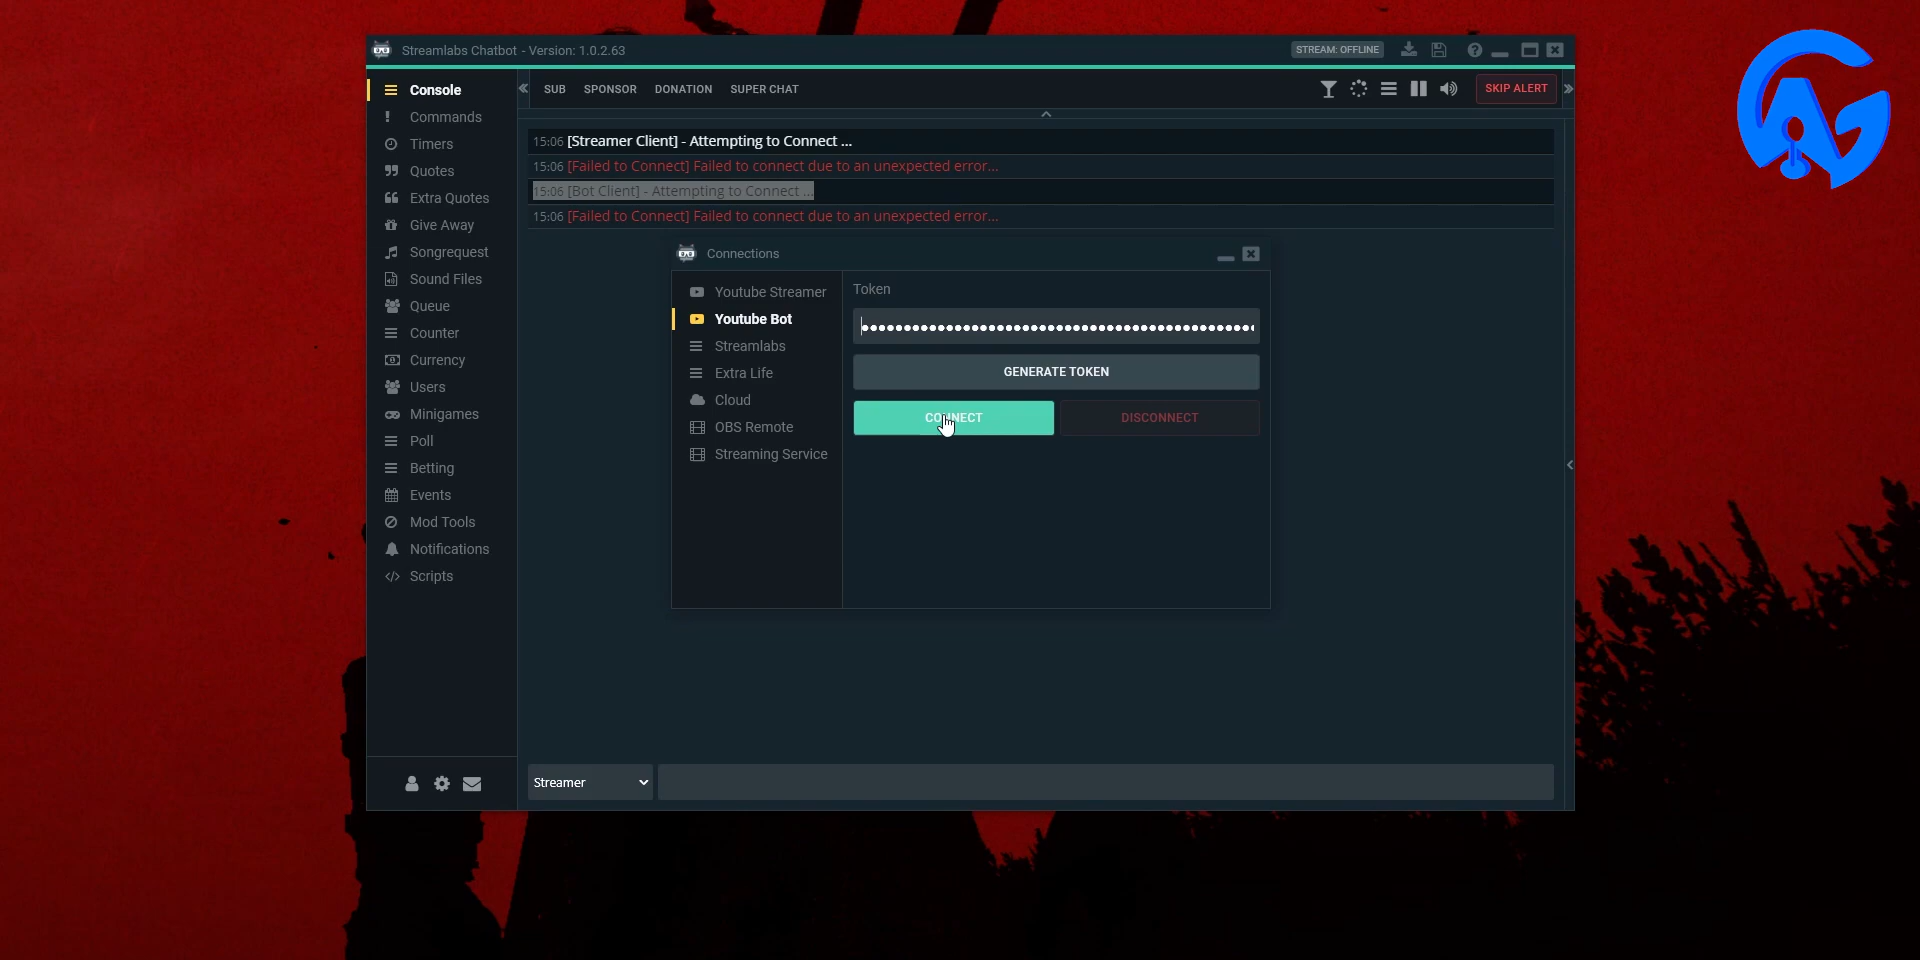 Streamlabs Chatbot - Version: 1.0.2.63
STREAM: OFFLINE
Console
Commands
Timers
Quotes
Extra Quotes
Give Away
Songrequest
Sound Files
Queue
Counter
Currency
Users
Minigames
Poll
Betting
Events
Mod Tools
Notifications
Scripts
SUB SPONSOR DONATION SUPER CHAT
SKIP ALERT
15:06 [Streamer Client] - Attempting to Connect ...
15:06 [Failed to Connect] Failed to connect due to an unexpected error...
15:06 [Bot Client] - Attempting to Connect ...
15:06 [Failed to Connect] Failed to connect due to an unexpected error...
Connections
Youtube Streamer
Youtube Bot
Streamlabs
Extra Life
Cloud
OBS Remote
Streaming Service
Token
GENERATE TOKEN
CONNECT
DISCONNECT
Streamer